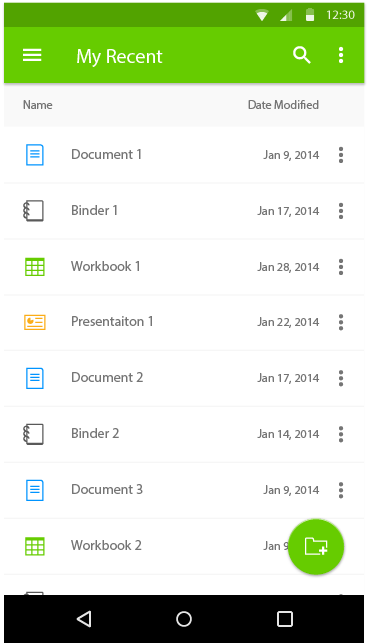 12:30
My Recent
Name Date Modified
Document 1 Jan 9, 2014
Binder 1 Jan 17, 2014
Workbook 1 Jan 28, 2014
Presentaiton 1 Jan 22, 2014
Document 2 Jan 17, 2014
Binder 2 Jan 14, 2014
Document 3 Jan 9, 2014
Workbook 2 Jan 9